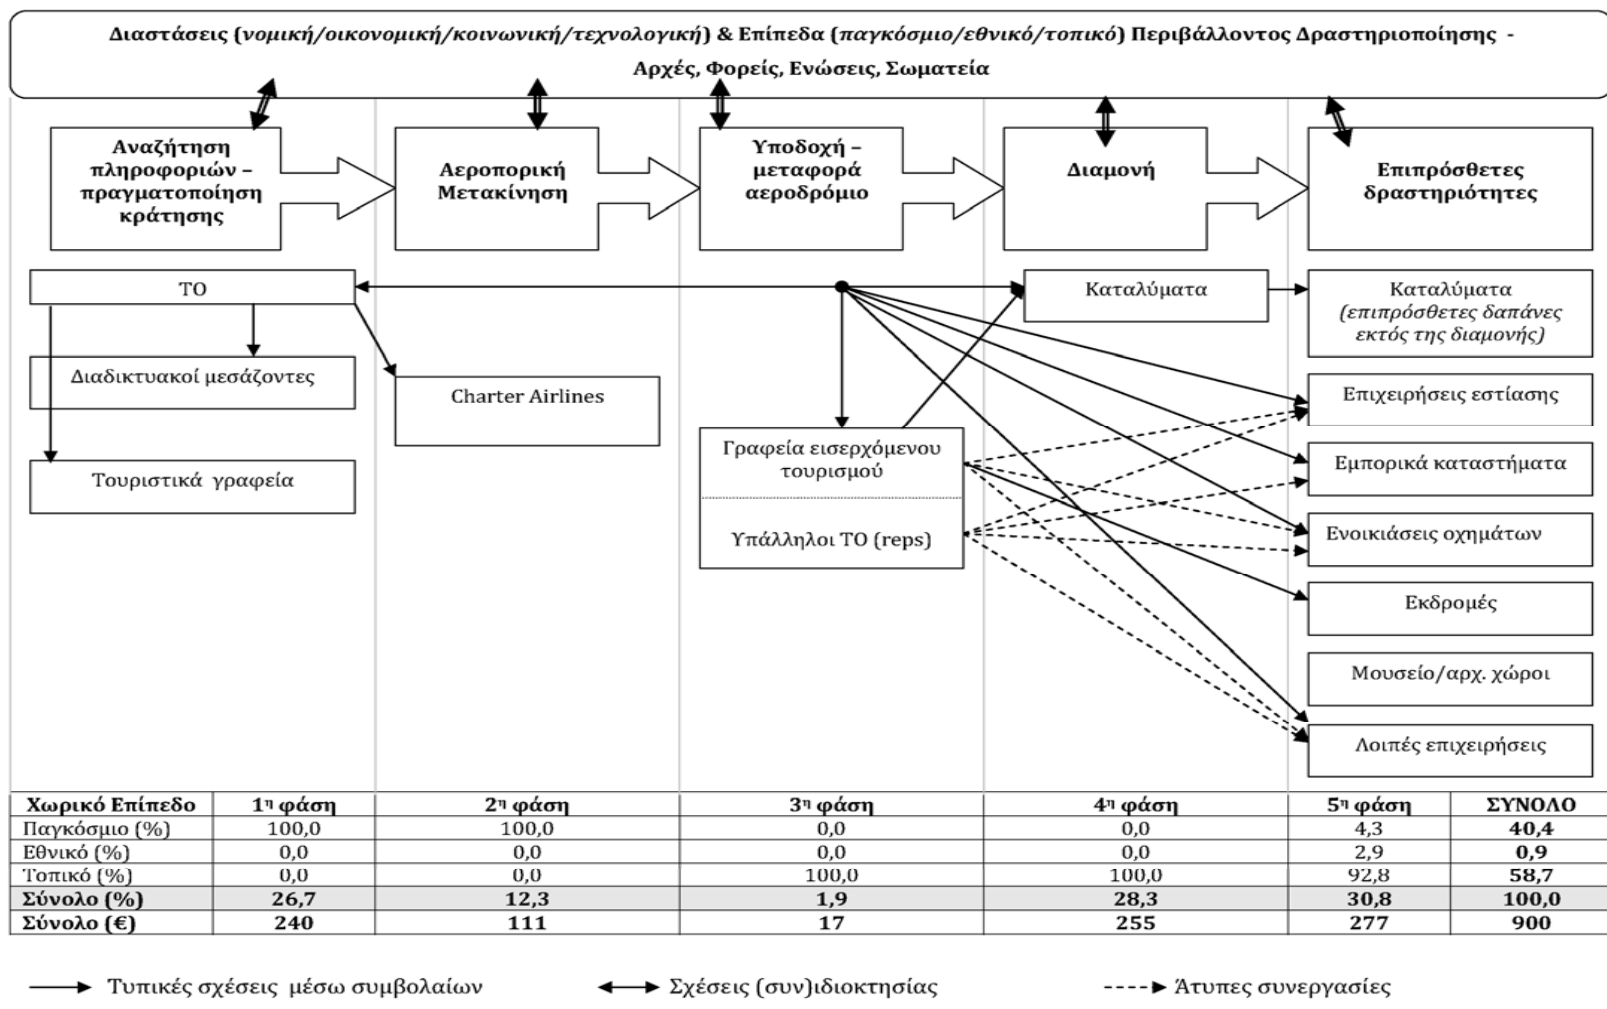 Διαστάσεις (νομική/οικονομική/κοινωνική/τεχνολογική) & Επίπεδα (παγκόσμιο/εθνικό/τοπικό) Περιβάλλοντος Δραστηριοποίησης -
Αρχές, Φορείς, Ενώσεις, Σωματεία
Αναζήτηση
πληροφοριών –
πραγματοποίηση
κράτησης
Αεροπορική
Μετακίνηση
Υποδοχή –
μεταφορά
αεροδρόμιο
Διαμονή
Επιπρόσθετες
δραστηριότητες
ΤΟ
Διαδικτυακοί μεσάζοντες
Τουριστικά γραφεία
Charter Airlines
Γραφεία εισερχόμενου
τουρισμού
Υπάλληλοι ΤΟ (reps)
Καταλύματα
Καταλύματα
(επιπρόσθετες δαπάνες
εκτός της διαμονής)
Επιχειρήσεις εστίασης
Εμπορικά καταστήματα
Ενοικιάσεις οχημάτων
Εκδρομές
Μουσείο/αρχ. χώροι
Λοιπές επιχειρήσεις
Χωρικό Επίπεδο 1η φάση 2η φάση 3η φάση 4η φάση 5η φάση ΣΥΝΟΛΟ
Παγκόσμιο (%) 100,0 100,0 0,0 0,0 4,3 40,4
Εθνικό (%) 0,0 0,0 0,0 0,0 2,9 0,9
Τοπικό (%) 0,0 0,0 100,0 100,0 92,8 58,7
Σύνολο (%) 26,7 12,3 1,9 28,3 30,8 100,0
Σύνολο (€) 240 111 17 255 277 900
Τυπικές σχέσεις μέσω συμβολαίων Σχέσεις (συν)ιδιοκτησίας Άτυπες συνεργασίες